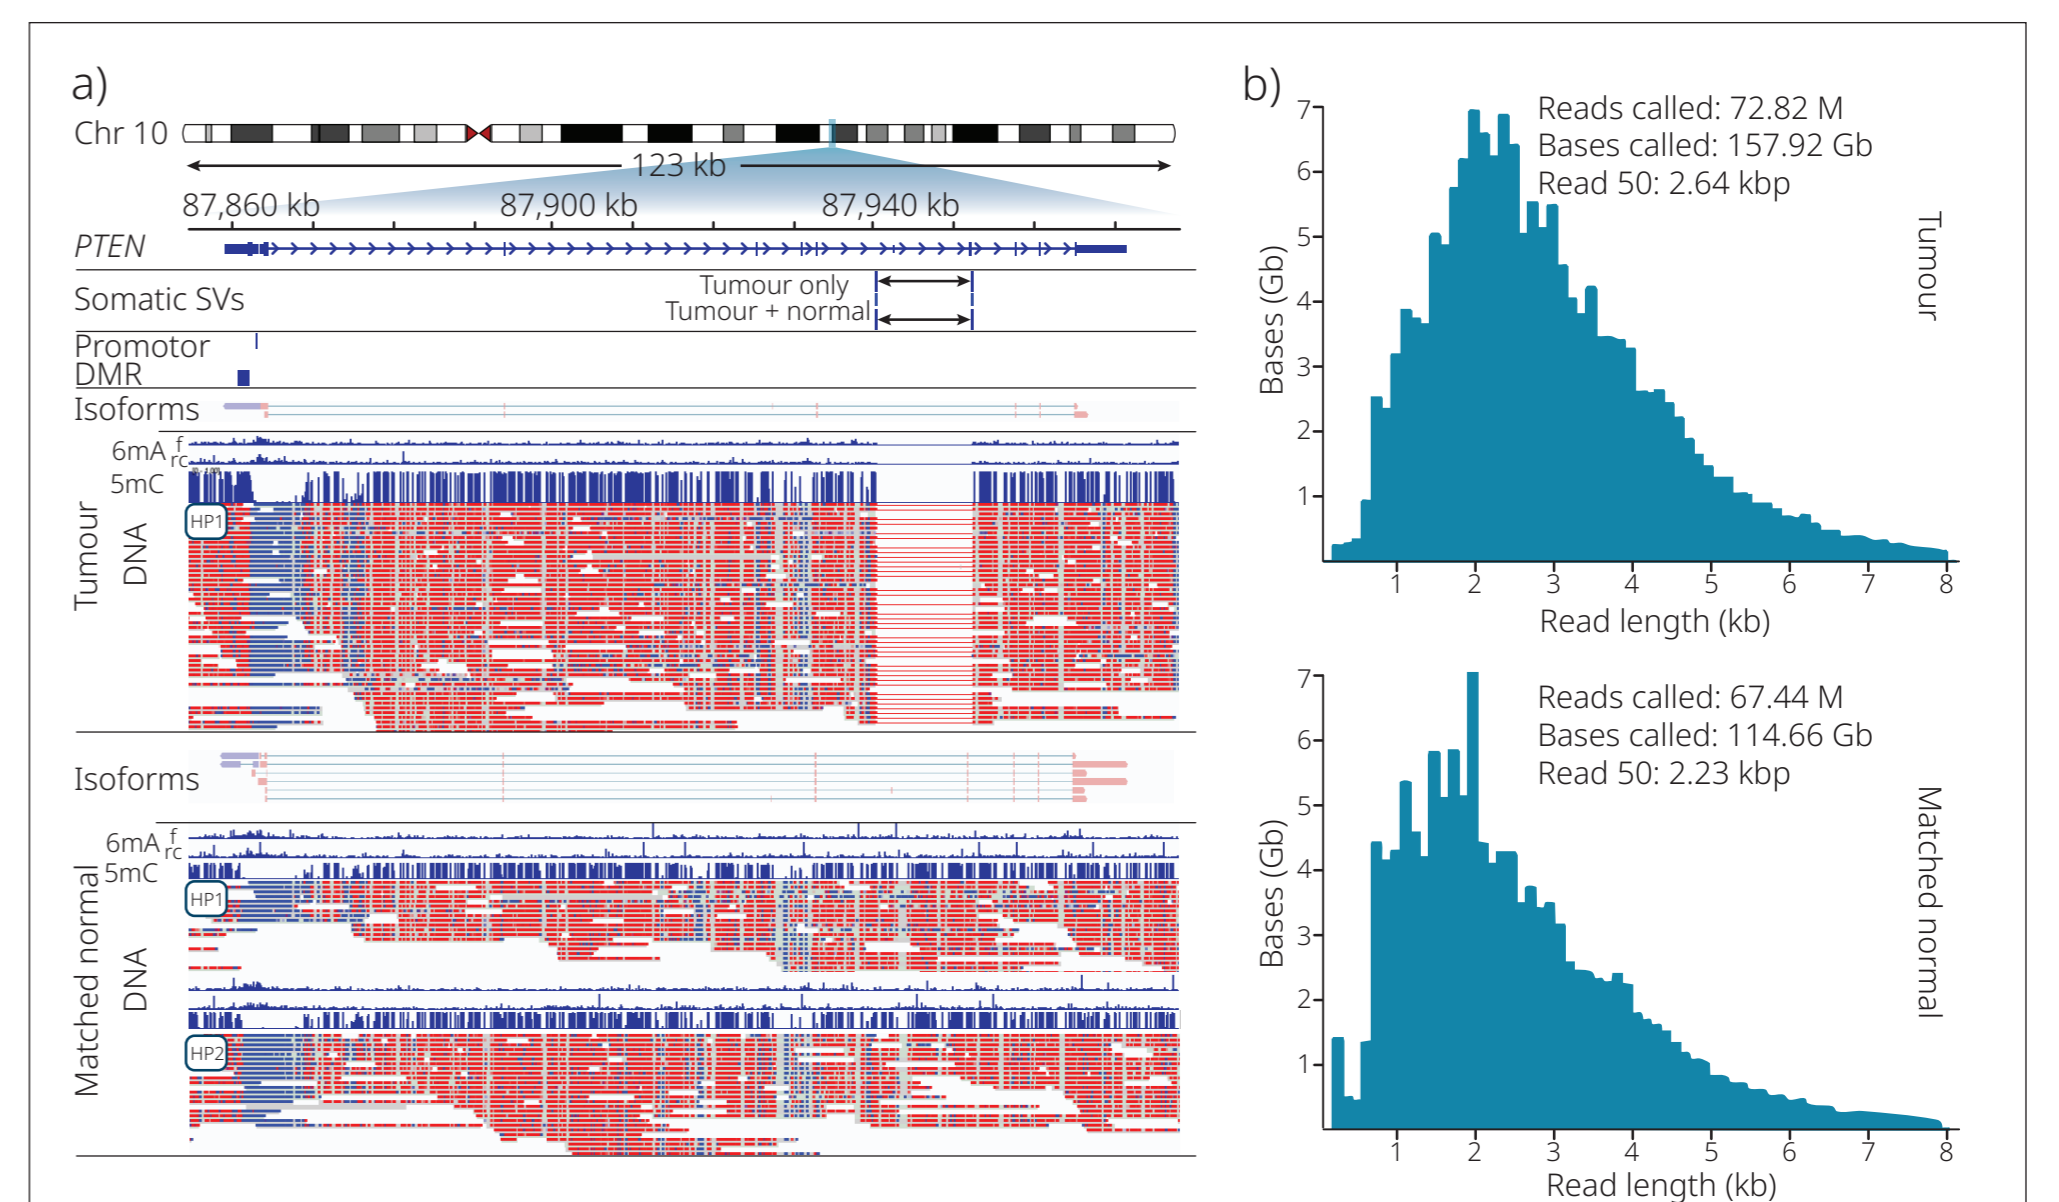 a)
Chr 10
123 kb
87,860 kb 87,900 kb 87,940 kb
PTEN
Somatic SVs
Tumour only
Tumour + normal
Promotor
DMR
Isoforms
6mA f
rc
5mC
HP1
Tumour
DNA
Isoforms
6mA f
rc
5mC
HP1
HP2
Matched normal
DNA
b)
7
6
5
4
3
2
1
Bases (Gb)
Reads called: 72.82 M
Bases called: 157.92 Gb
Read 50: 2.64 kbp
Tumour
1 2 3 4 5 6 7 8
Read length (kb)
7
6
5
4
3
2
1
Bases (Gb)
Reads called: 67.44 M
Bases called: 114.66 Gb
Read 50: 2.23 kbp
Matched normal
1 2 3 4 5 6 7 8
Read length (kb)